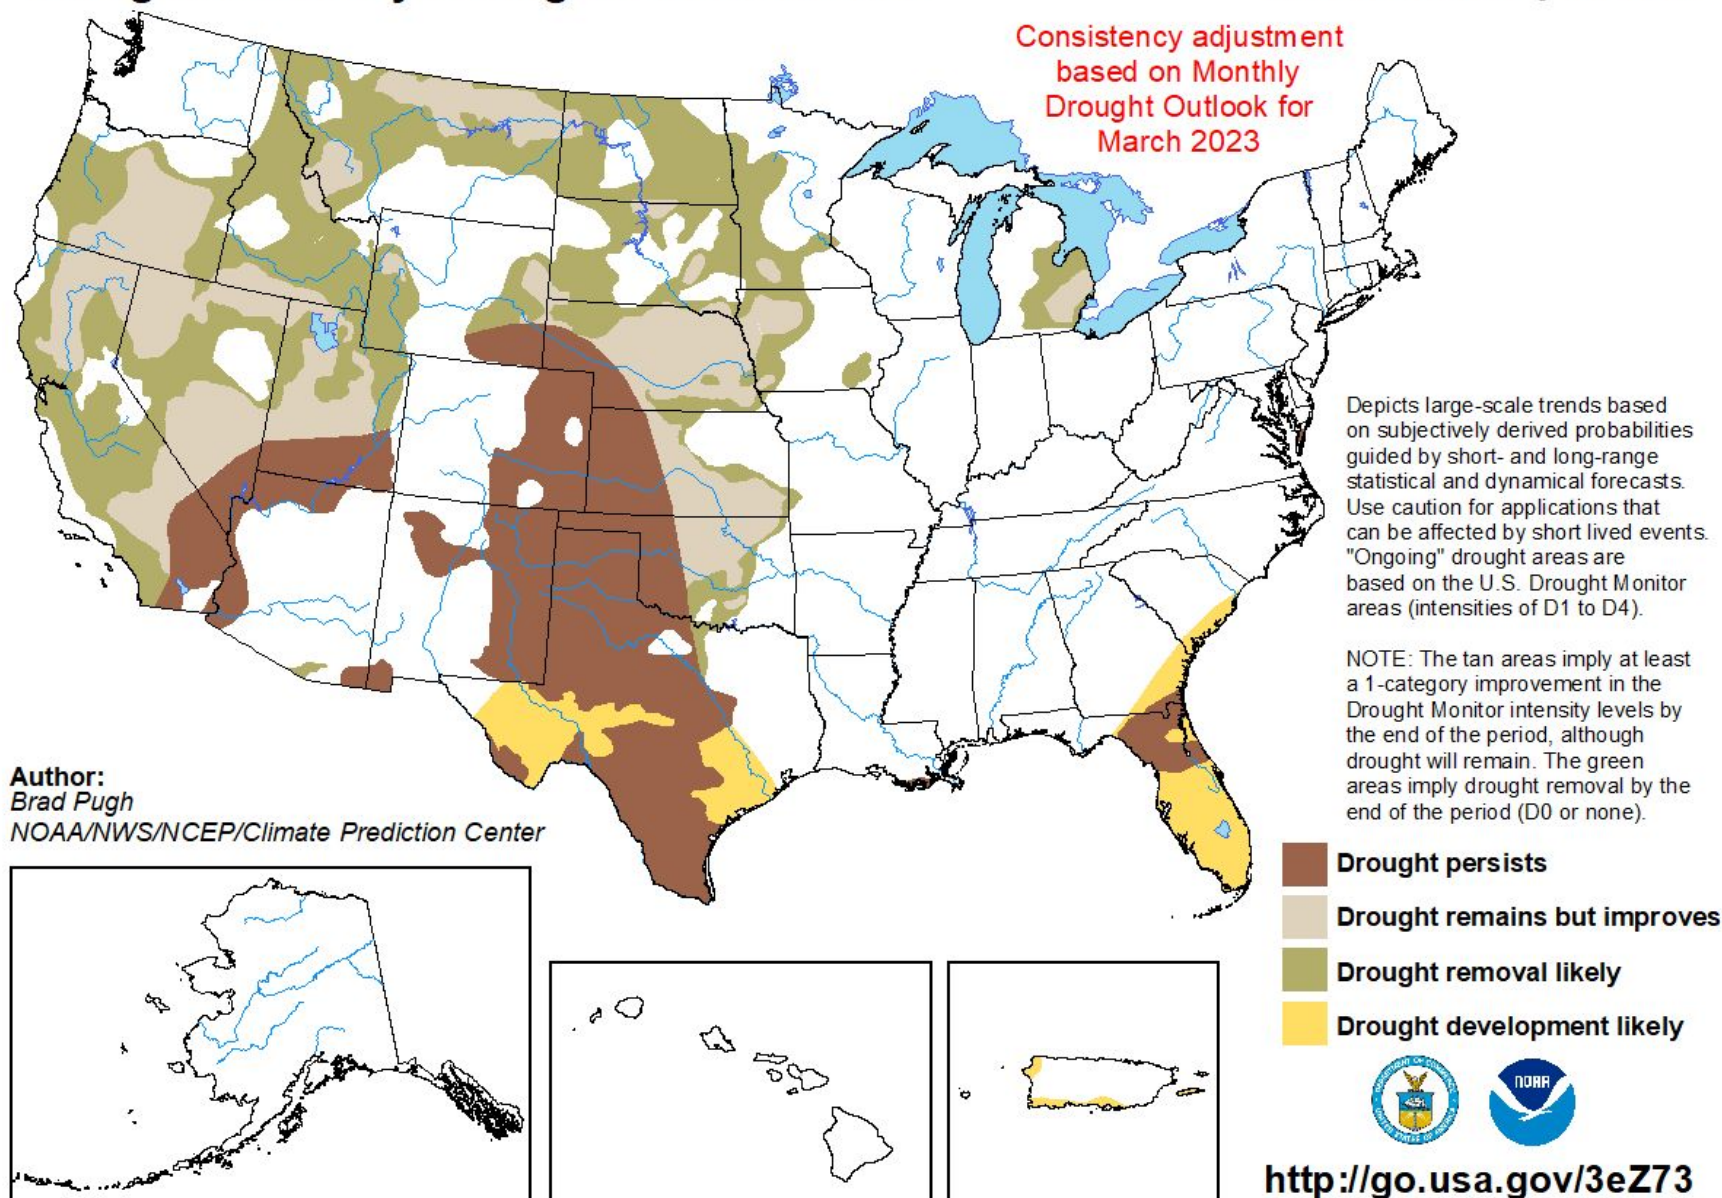 Consistency adjustment
based on Monthly
Drought Outlook for
March 2023
Depicts large-scale trends based
on subjectively derived probabilities
guided by short- and long-range
statistical and dynamical forecasts.
Use caution for applications that
can be affected by short lived events.
"Ongoing" drought areas are
based on the U.S. Drought Monitor
areas (intensities of D1 to D4).
NOTE: The tan areas imply at least
a 1-category improvement in the
Drought Monitor intensity levels by
the end of the period, although
drought will remain. The green
areas imply drought removal by the
end of the period (D0 or none).
Author:
Brad Pugh
NOAA/NWS/NCEP/Climate Prediction Center
Drought persists
Drought remains but improves
Drought removal likely
Drought development likely
NOAA
http://go.usa.gov/3eZ73